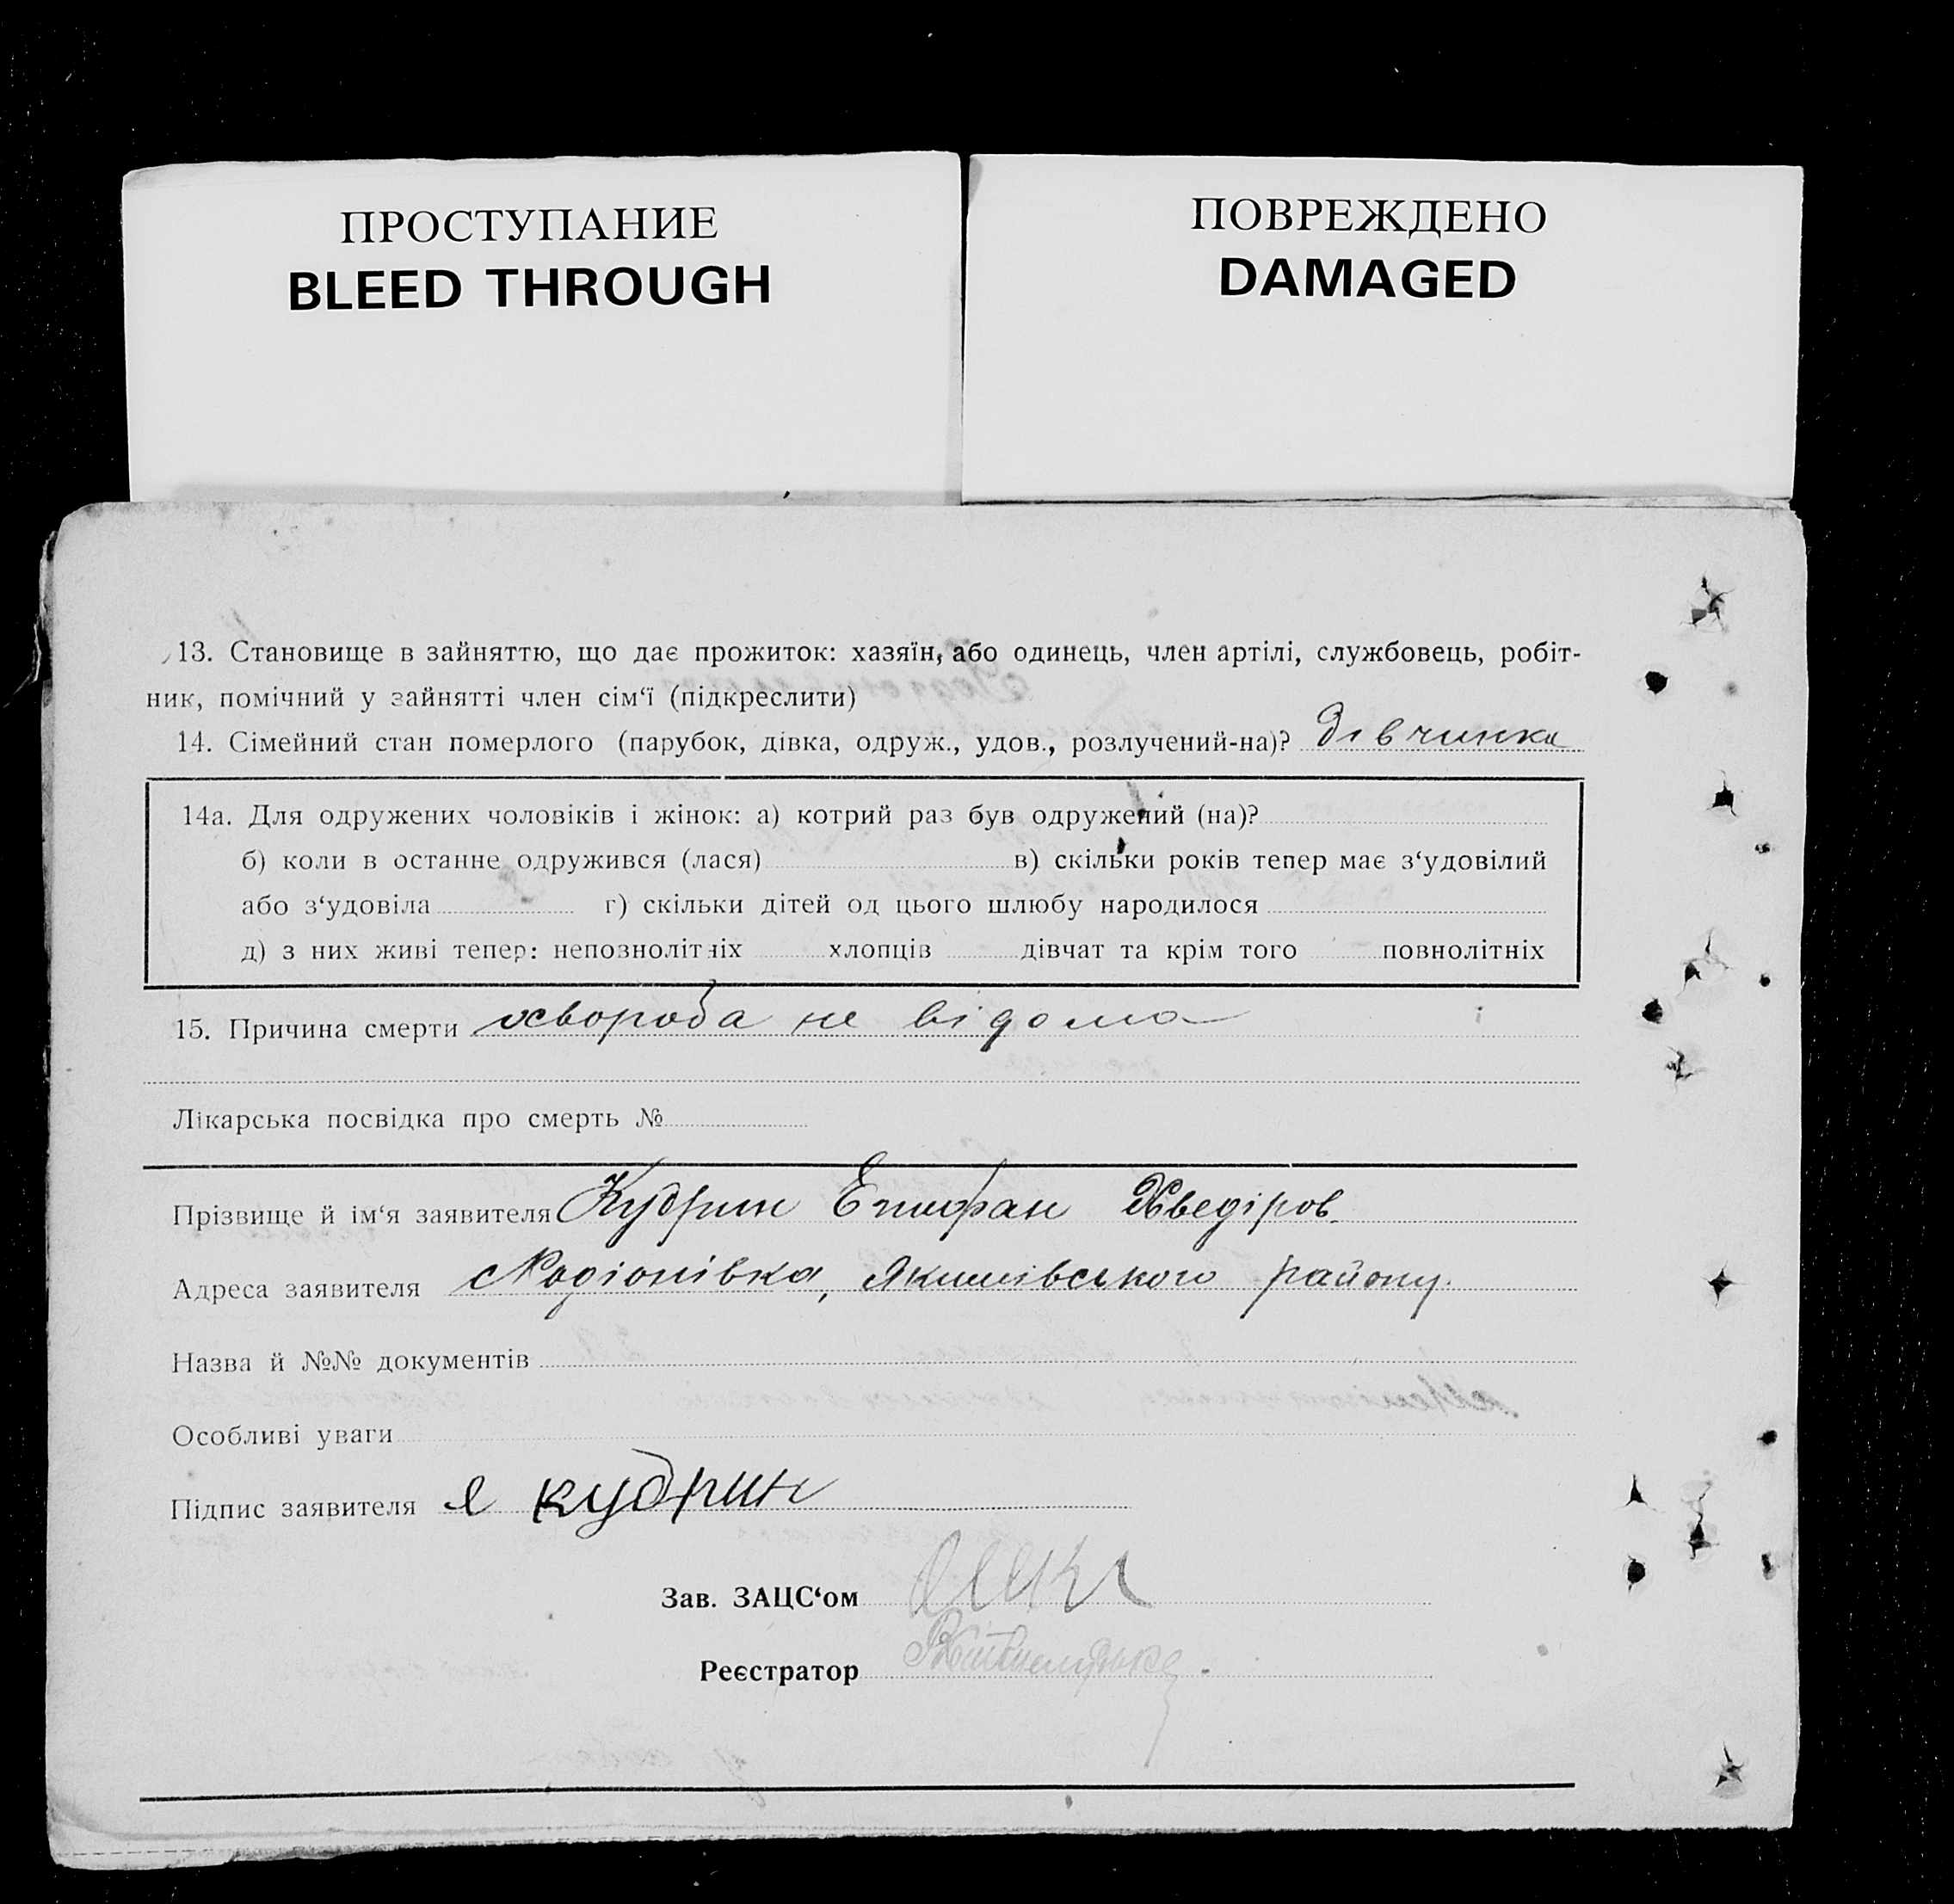 ПРОСТУПАНИЕ
BLEED THROUGH
ПОВРЕЖДЕНО
DAMAGED
13. Становище в зайняттю, що дає прожиток: хазяїн, або одинець, член артілі, службовець, робіт-
ник, помічний у зайнятті член сім‘ї (підкреслити)
14. Сімейний стан померлого (парубок, дівка, одруж., удов., розлучений-на)? дівчинка
14а. Для одружених чоловіків і жінок: а) котрий раз був одружений (на)?
б) коли в останне одружився (лася) в) скільки років тепер має з‘удовілий
або з‘удовіла г) скільки дітей од цього шлюбу народилося
д) з них живі тепер: непознолітніх хлопців дівчат та крім того повнолітніх
15. Причина смерти хвороба не відома
Лікарська посвідка про смерть №
Прізвище й ім‘я заявителя Кудрин Епифан Хведіров.
Адреса заявителя с Родіонівка, Якимівського району.
Назва й №№ документів
Особливі уваги
Підпис заявителя е кудрин
Зав. ЗАЦС‘ом
Реєстратор